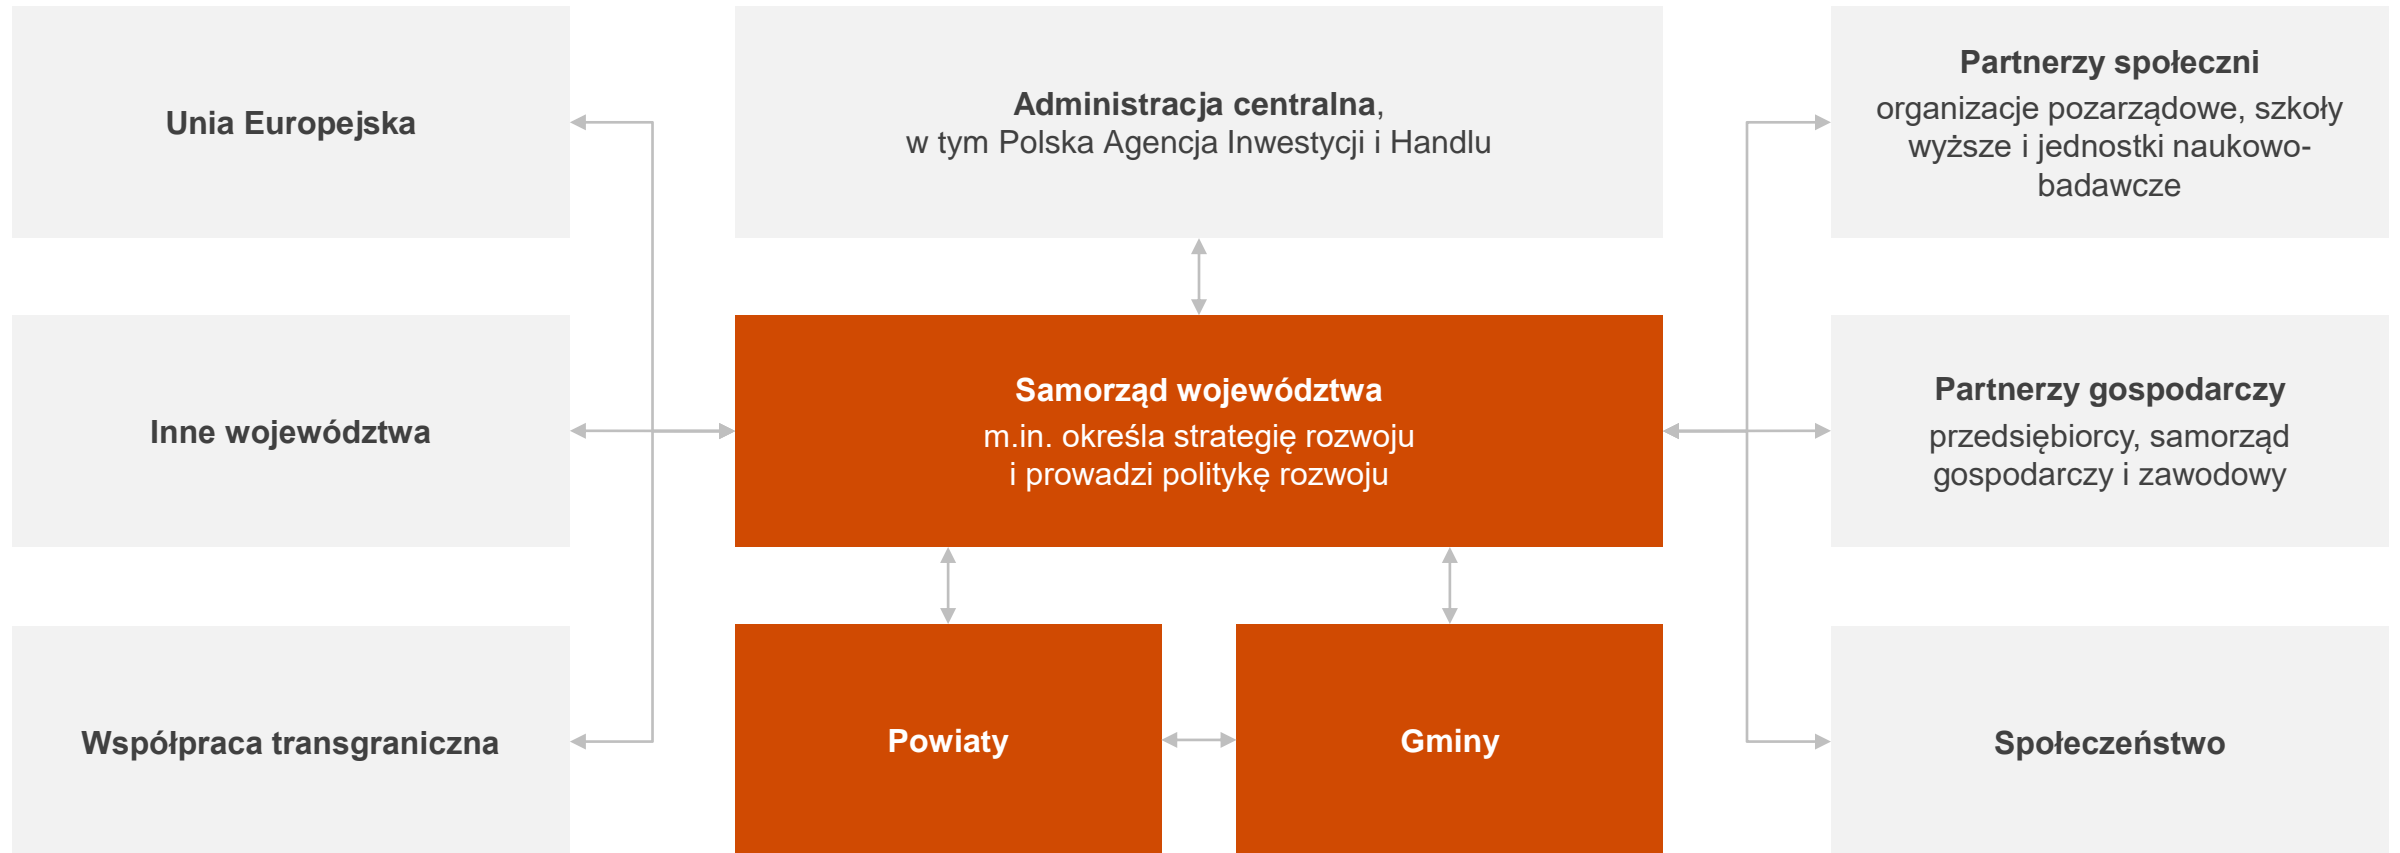 Unia Europejska
Administracja centralna,
w tym Polska Agencja Inwestycji i Handlu
Partnerzy społeczni
organizacje pozarządowe, szkoły
wyższe i jednostki naukowo-
badawcze
Inne województwa
Samorząd województwa
m.in. określa strategię rozwoju
i prowadzi politykę rozwoju
Partnerzy gospodarczy
przedsiębiorcy, samorząd
gospodarczy i zawodowy
Współpraca transgraniczna
Powiaty
Gminy
Społeczeństwo